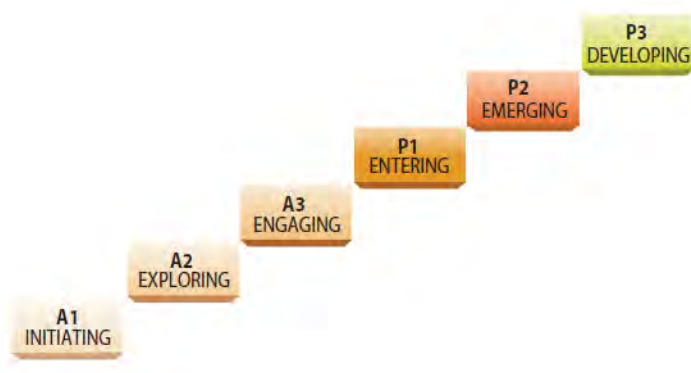 P3
DEVELOPING
P2
EMERGING
P1
ENTERING
A3
ENGAGING
A2
EXPLORING
A1
INITIATING